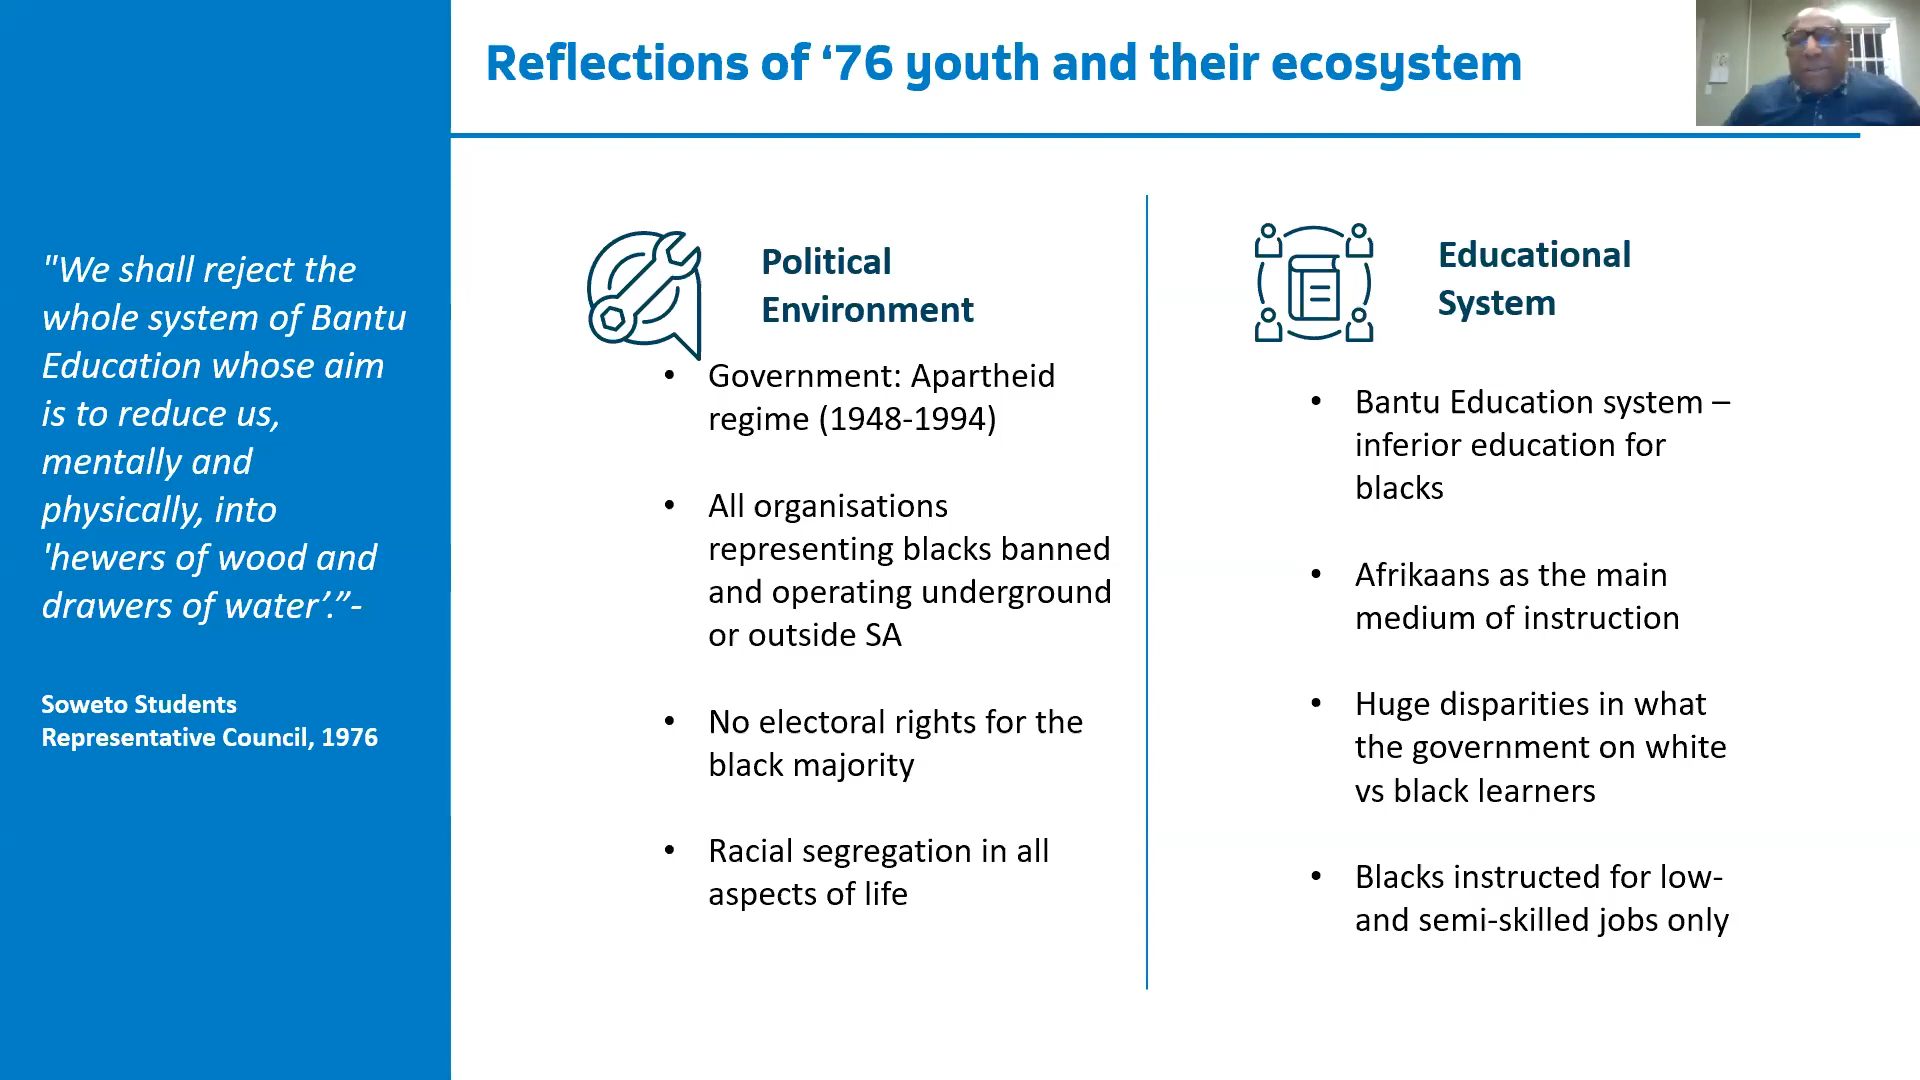 Reflections of ‘76 youth and their ecosystem
"We shall reject the
whole system of Bantu
Education whose aim
is to reduce us,
mentally and
physically, into
'hewers of wood and
drawers of water’.”-
Soweto Students
Representative Council, 1976
Political
Environment
• Government: Apartheid
regime (1948-1994)
• All organisations
representing blacks banned
and operating underground
or outside SA
• No electoral rights for the
black majority
• Racial segregation in all
aspects of life
Educational
System
• Bantu Education system –
inferior education for
blacks
• Afrikaans as the main
medium of instruction
• Huge disparities in what
the government on white
vs black learners
• Blacks instructed for low-
and semi-skilled jobs only